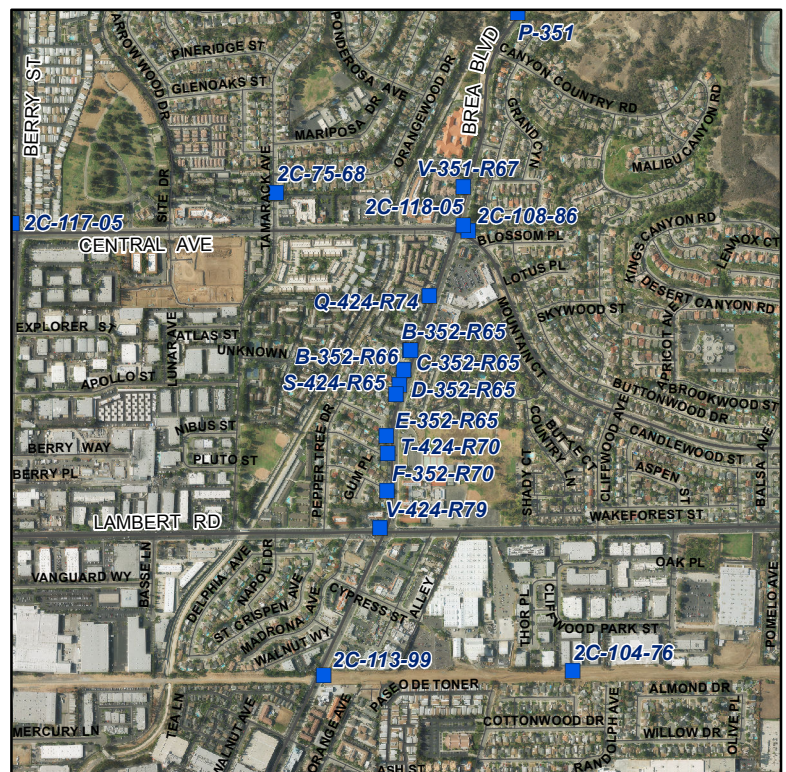 P-351
BREA BLVD
ARROW WOOD DR
PINERIDGE ST
PONDEROSA AVE
CANYON COUNTRY RD
BERRY ST
GLENOAKS ST
ORANGEWOOD DR
MARIPOSA DR
GRAND CYN
MALIBU CANYON RD
2C-75-68
V-351-R67
SITE DR
TAMARACK AVE
2C-118-05
2C-108-86
2C-117-05
CENTRAL AVE
BLOSSOM PL
KINGS CANYON RD
LENNOX CT
LOTUS PL
DESERT CANYON RD
Q-424-R74
MOUNTAIN CT
SKYWOOD ST
EXPLORER ST
LUNAR AVE
ATLAS ST
B-352-R65
APRICOT AVE
UNKNOWN
B-352-R66
C-352-R65
APOLLO ST
S-424-R65
D-352-R65
BUTTONWOOD DR
BROOKWOOD ST
E-352-R65
NIBUS ST
PEPPER TREE DR
T-424-R70
COUNTRY LN
BUTTE CT
CLIFFWOOD AVE
CANDLEWOOD ST
BERRY WAY
PLUTO ST
GUM PL
F-352-R70
SHADY CT
ASPEN ST
BALSA AVE
BERRY PL
V-424-R79
LAMBERT RD
WAKEFOREST ST
VANGUARD WY
BASSE LN
DELPHIA AVE
NAPOLI DR
OAK PL
ST CRISPEN AVE
CYPRESS ST
ALLEY
THOR PL
CLIFFWOOD PARK ST
POMELO AVE
MADRONA AVE
WALNUT WY
2C-113-99
2C-104-76
PASEO DE TONER
ALMOND DR
MERCURY LN
TEA LN
WALNUT AVE
ORANGE AVE
COTTONWOOD DR
RANDOLPH AVE
WILLOW DR
OLIVE PL
ASH ST